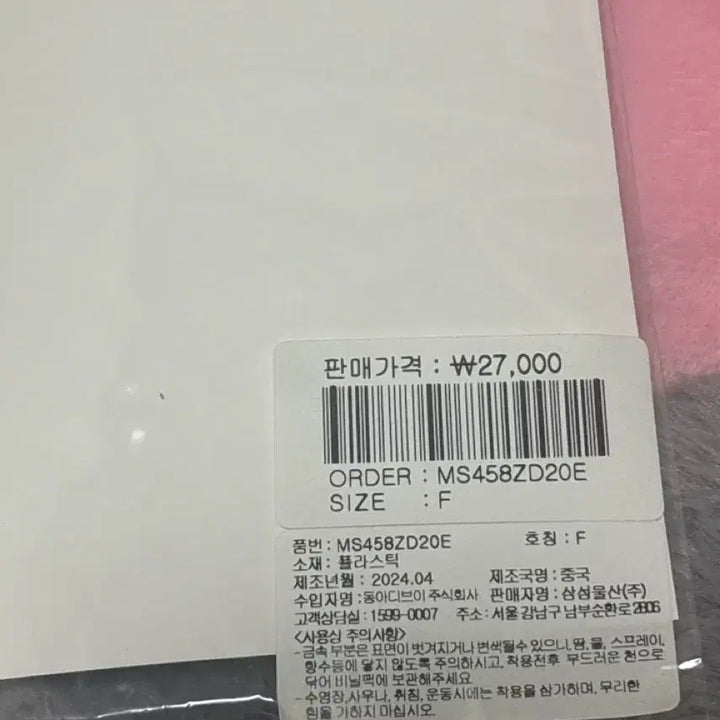 판매가격 : ₩27,000
ORDER : MS458ZD20E
SIZE : F
품번 : MS458ZD20E 호칭 : F
소재 : 플라스틱
제조년월 : 2024.04 제조국명 : 중국
수입자명 : 동아디브이 주식회사 판매자명 : 삼성물산(주)
고객상담실 : 1599-0007 주소 : 서울 강남구 남부순환로 2806
<사용상 주의사항>
- 금속 부분은 표면이 벗겨지거나 변색될수 있으니, 땀, 물, 스프레이,
향수등에 닿지 않도록 주의하시고, 착용전후 부드러운 천으로
닦어 비닐팩에 보관해주세요
- 수영장,사우나, 취침, 운동시에는 착용을 삼가하며, 무리한
힘을 가하지 마십시오.